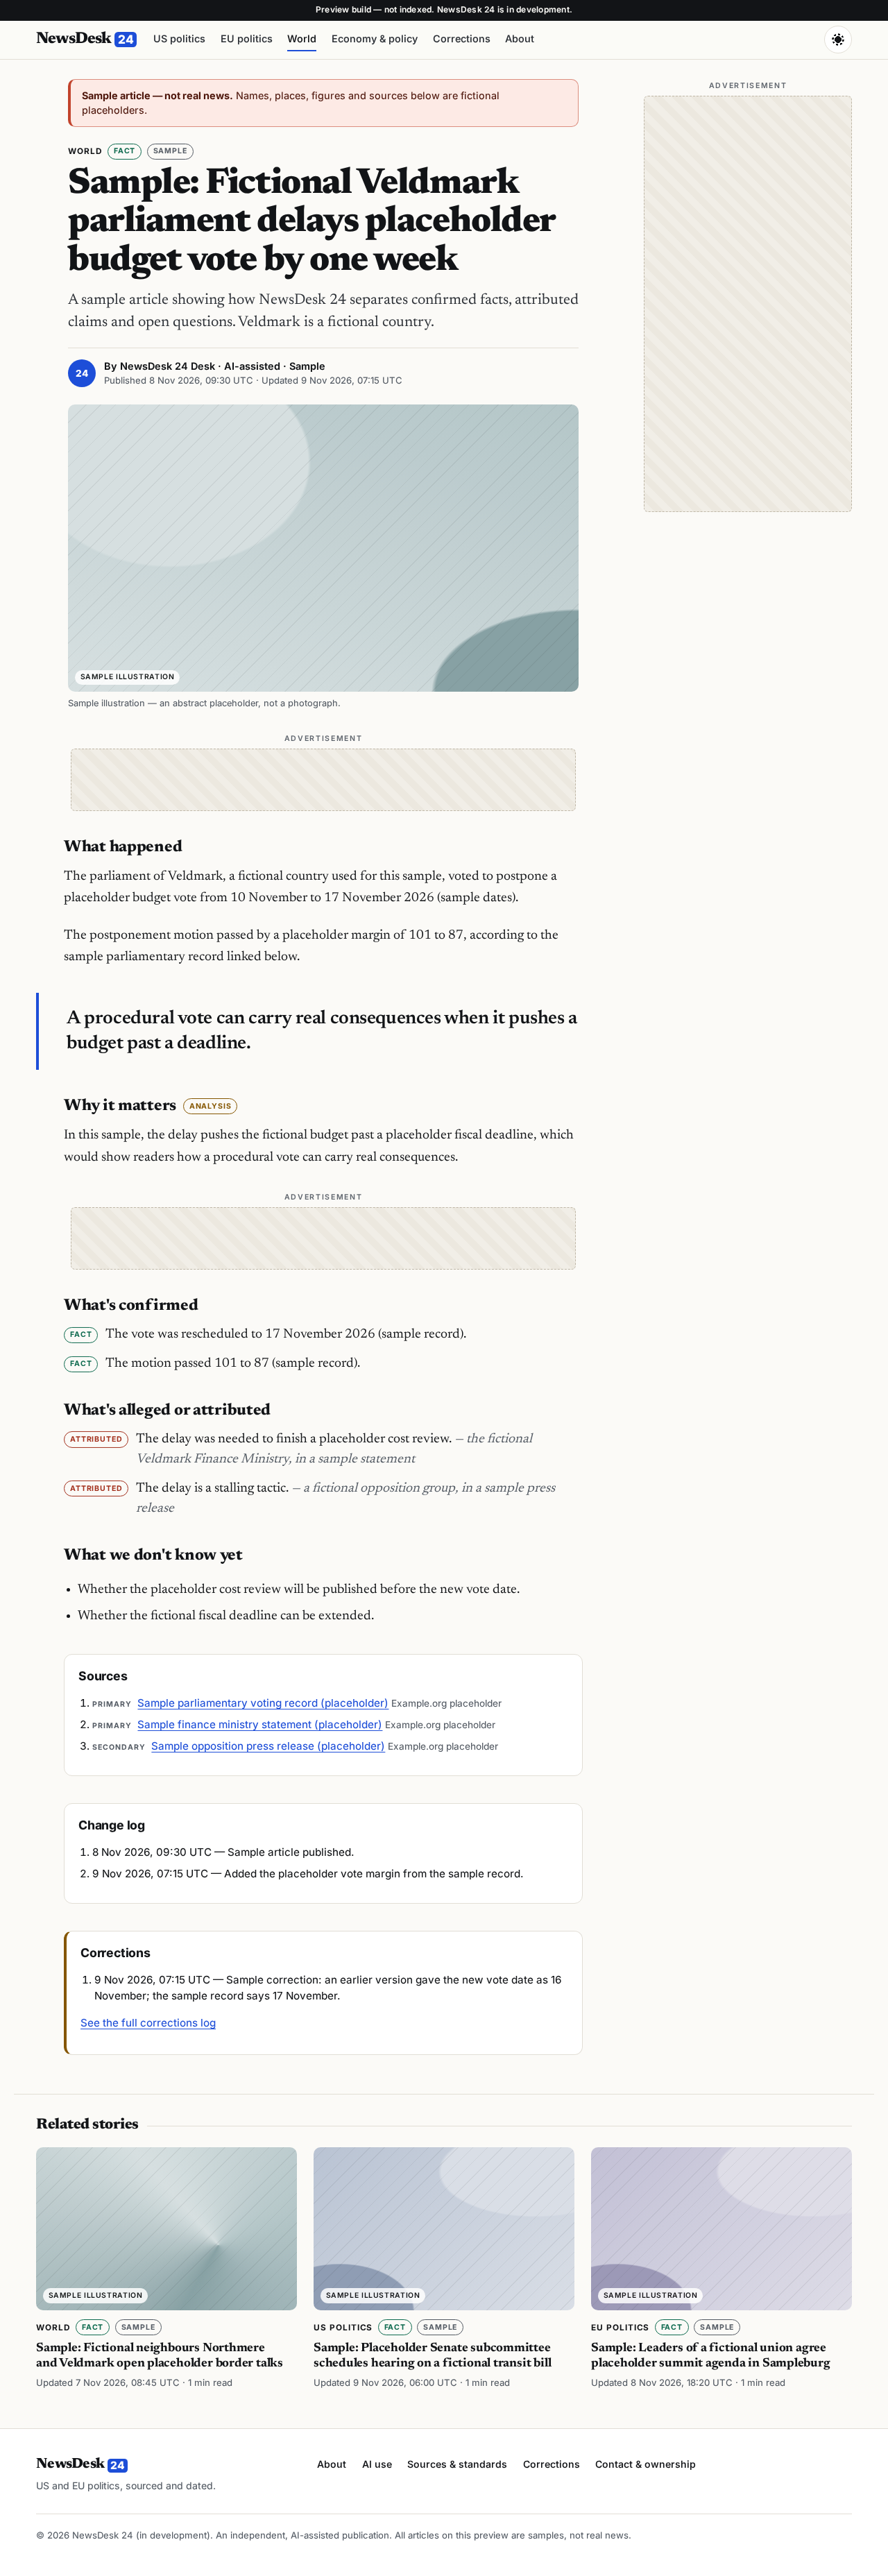 Preview build — not indexed. NewsDesk 24 is in development.
NewsDesk 24 US politics EU politics World Economy & policy Corrections About
ADVERTISEMENT
Sample article — not real news. Names, places, figures and sources below are fictional
placeholders.
WORLD FACT SAMPLE
Sample: Fictional Veldmark
parliament delays placeholder
budget vote by one week
A sample article showing how NewsDesk 24 separates confirmed facts, attributed
claims and open questions. Veldmark is a fictional country.
24
By NewsDesk 24 Desk · AI-assisted · Sample
Published 8 Nov 2026, 09:30 UTC · Updated 9 Nov 2026, 07:15 UTC
SAMPLE ILLUSTRATION
Sample illustration — an abstract placeholder, not a photograph.
ADVERTISEMENT
What happened
The parliament of Veldmark, a fictional country used for this sample, voted to postpone a
placeholder budget vote from 10 November to 17 November 2026 (sample dates).
The postponement motion passed by a placeholder margin of 101 to 87, according to the
sample parliamentary record linked below.
A procedural vote can carry real consequences when it pushes a
budget past a deadline.
Why it matters ANALYSIS
In this sample, the delay pushes the fictional budget past a placeholder fiscal deadline, which
would show readers how a procedural vote can carry real consequences.
ADVERTISEMENT
What's confirmed
FACT The vote was rescheduled to 17 November 2026 (sample record).
FACT The motion passed 101 to 87 (sample record).
What's alleged or attributed
ATTRIBUTED The delay was needed to finish a placeholder cost review. — the fictional
Veldmark Finance Ministry, in a sample statement
ATTRIBUTED The delay is a stalling tactic. — a fictional opposition group, in a sample press
release
What we don't know yet
• Whether the placeholder cost review will be published before the new vote date.
• Whether the fictional fiscal deadline can be extended.
Sources
1. PRIMARY Sample parliamentary voting record (placeholder) Example.org placeholder
2. PRIMARY Sample finance ministry statement (placeholder) Example.org placeholder
3. SECONDARY Sample opposition press release (placeholder) Example.org placeholder
Change log
1. 8 Nov 2026, 09:30 UTC — Sample article published.
2. 9 Nov 2026, 07:15 UTC — Added the placeholder vote margin from the sample record.
Corrections
1. 9 Nov 2026, 07:15 UTC — Sample correction: an earlier version gave the new vote date as 16
November; the sample record says 17 November.
See the full corrections log
Related stories
SAMPLE ILLUSTRATION
WORLD FACT SAMPLE
Sample: Fictional neighbours Northmere
and Veldmark open placeholder border talks
Updated 7 Nov 2026, 08:45 UTC · 1 min read
SAMPLE ILLUSTRATION
US POLITICS FACT SAMPLE
Sample: Placeholder Senate subcommittee
schedules hearing on a fictional transit bill
Updated 9 Nov 2026, 06:00 UTC · 1 min read
SAMPLE ILLUSTRATION
EU POLITICS FACT SAMPLE
Sample: Leaders of a fictional union agree
placeholder summit agenda in Sampleburg
Updated 8 Nov 2026, 18:20 UTC · 1 min read
NewsDesk 24
US and EU politics, sourced and dated.
About AI use Sources & standards Corrections Contact & ownership
© 2026 NewsDesk 24 (in development). An independent, AI-assisted publication. All articles on this preview are samples, not real news.